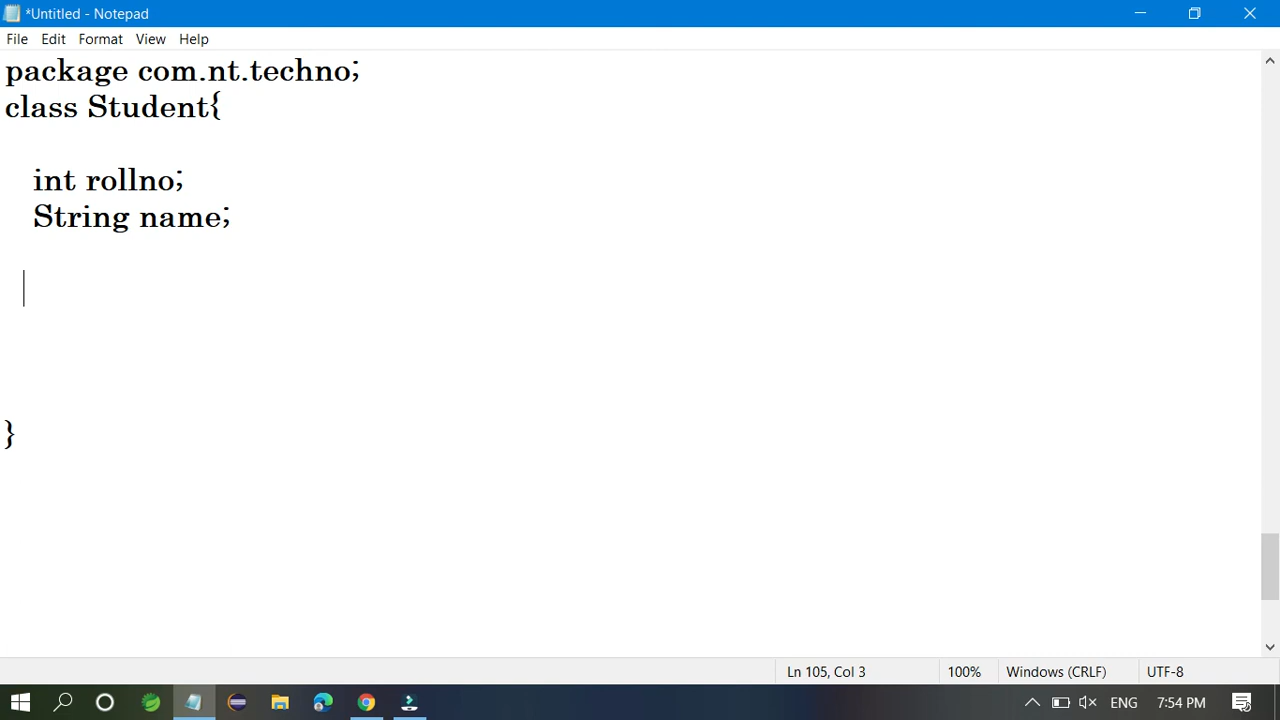 *Untitled - Notepad
File Edit Format View Help
package com.nt.techno;
class Student{
int rollno;
String name;
}
Ln 105, Col 3 100% Windows (CRLF) UTF-8
ENG 7:54 PM